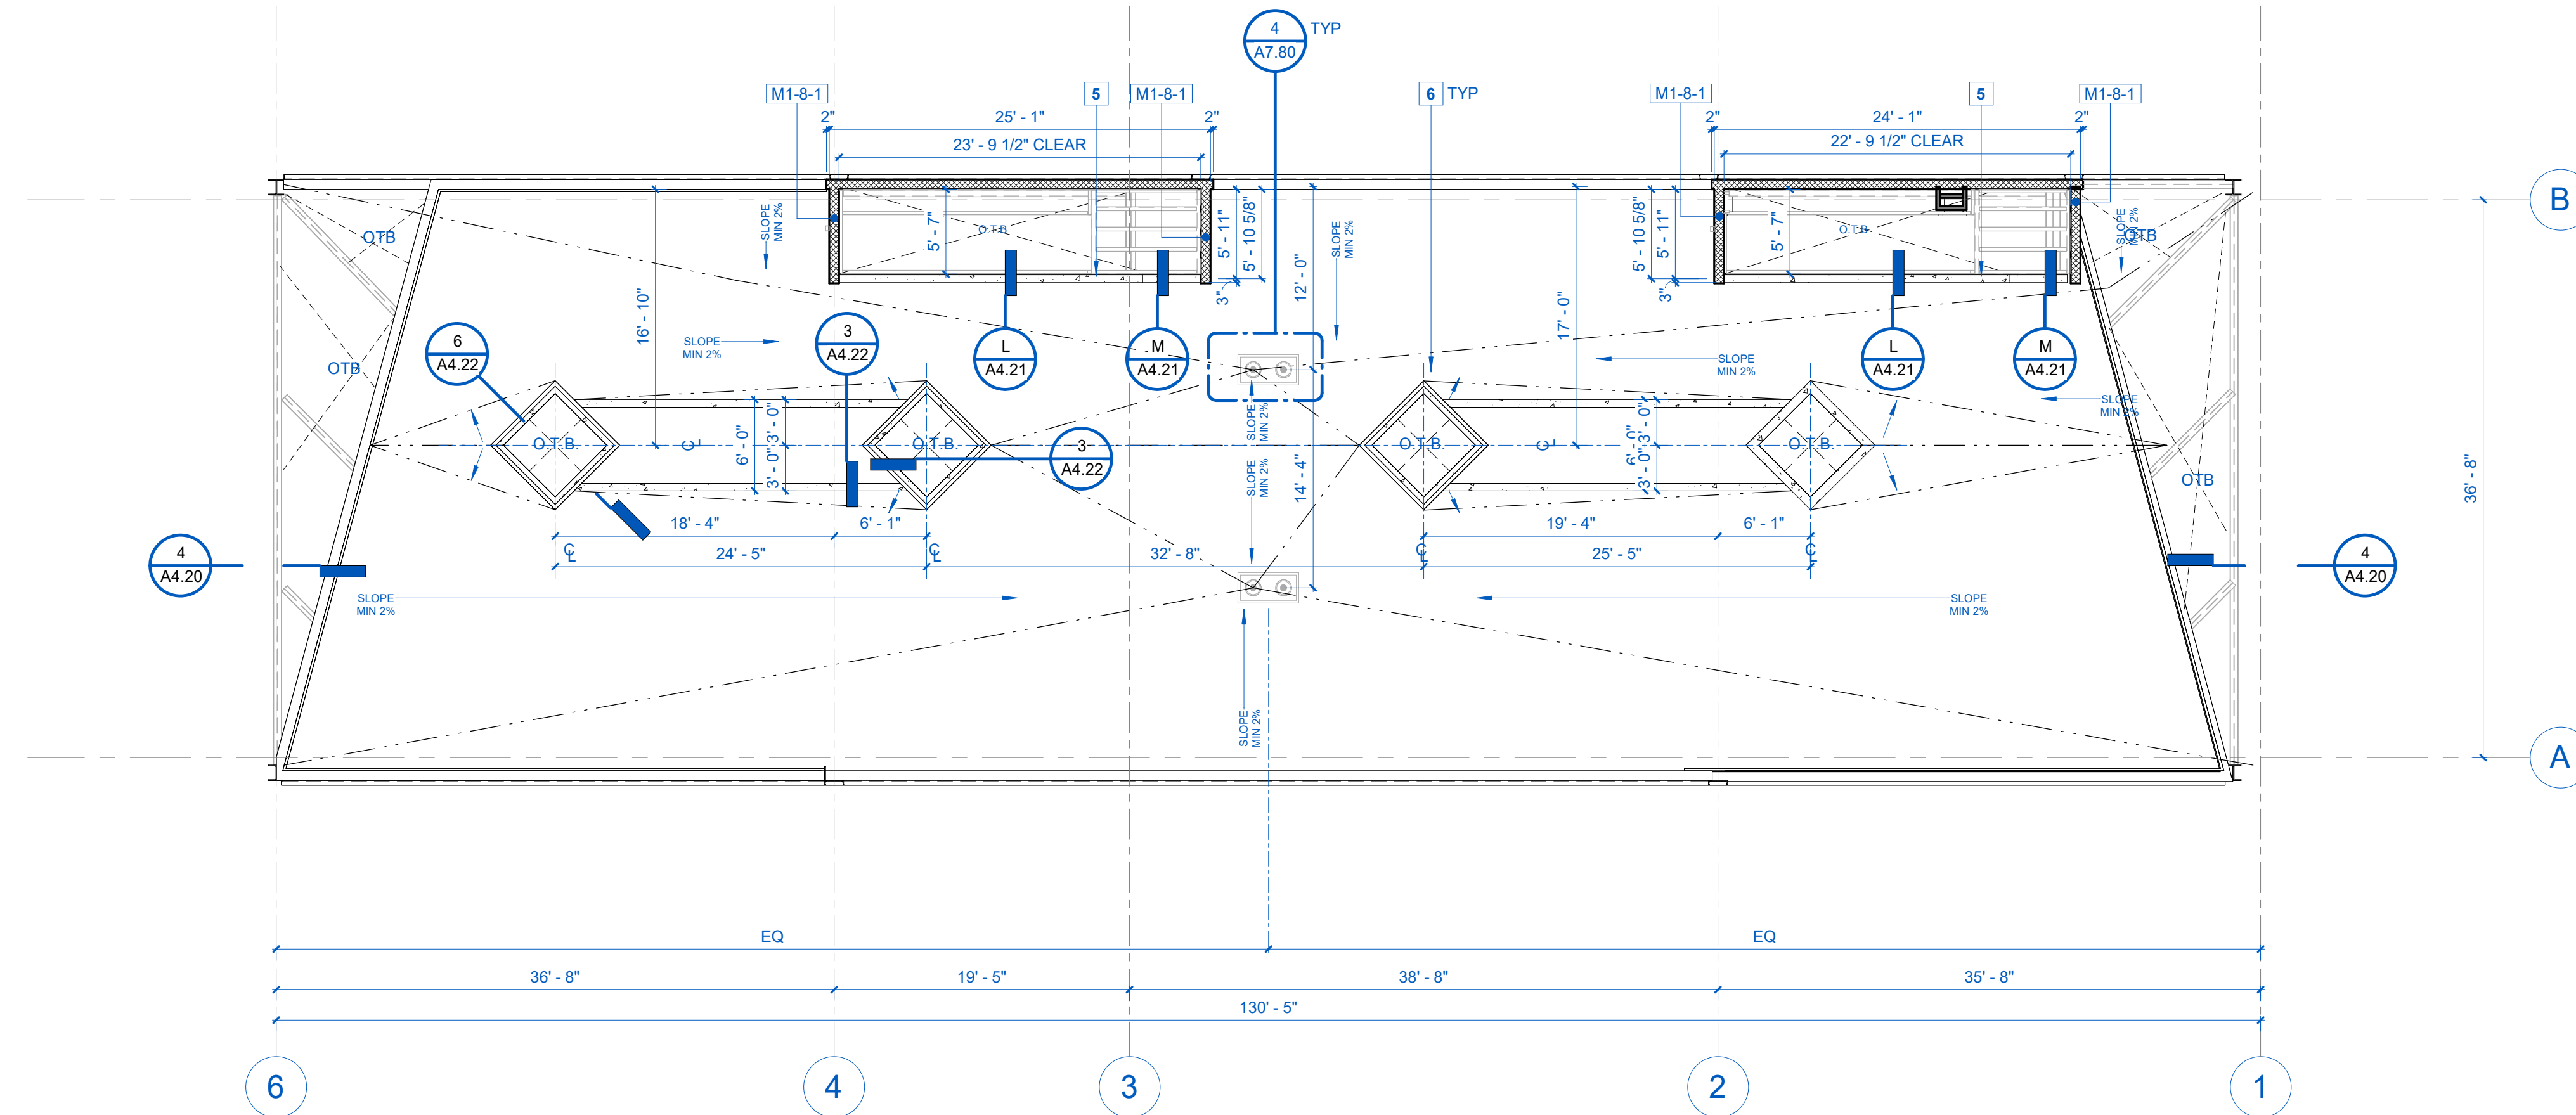 4
A7.80
TYP
M1-8-1
5
M1-8-1
6 TYP
M1-8-1
5
M1-8-1
2"
25' - 1"
2"
2"
24' - 1"
2"
23' - 9 1/2" CLEAR
22' - 9 1/2" CLEAR
B
OTB
SLOPE
MIN 2%
5' - 7"
O.T.B.
5' - 11"
5' - 10 5/8"
3"
12' - 0"
SLOPE
MIN 2%
5' - 10 5/8"
5' - 11"
3"
5' - 7"
O.T.B.
SLOPE
MIN 2%
OTB
16' - 10"
17' - 0"
OTB
6
A4.22
SLOPE
MIN 2%
3
A4.22
L
A4.21
M
A4.21
SLOPE
MIN 2%
L
A4.21
M
A4.21
SLOPE
MIN 2%
O.T.B.
6' - 0"
3' - 0"
3' - 0"
O.T.B.
3
A4.22
SLOPE
MIN 2%
SLOPE
MIN 2%
14' - 4"
O.T.B.
6' - 0"
3' - 0"
3' - 0"
O.T.B.
OTB
36' - 8"
18' - 4"
6' - 1"
19' - 4"
6' - 1"
24' - 5"
32' - 8"
25' - 5"
4
A4.20
4
A4.20
SLOPE
MIN 2%
SLOPE
MIN 2%
SLOPE
MIN 2%
A
EQ
EQ
36' - 8"
19' - 5"
38' - 8"
35' - 8"
130' - 5"
6
4
3
2
1